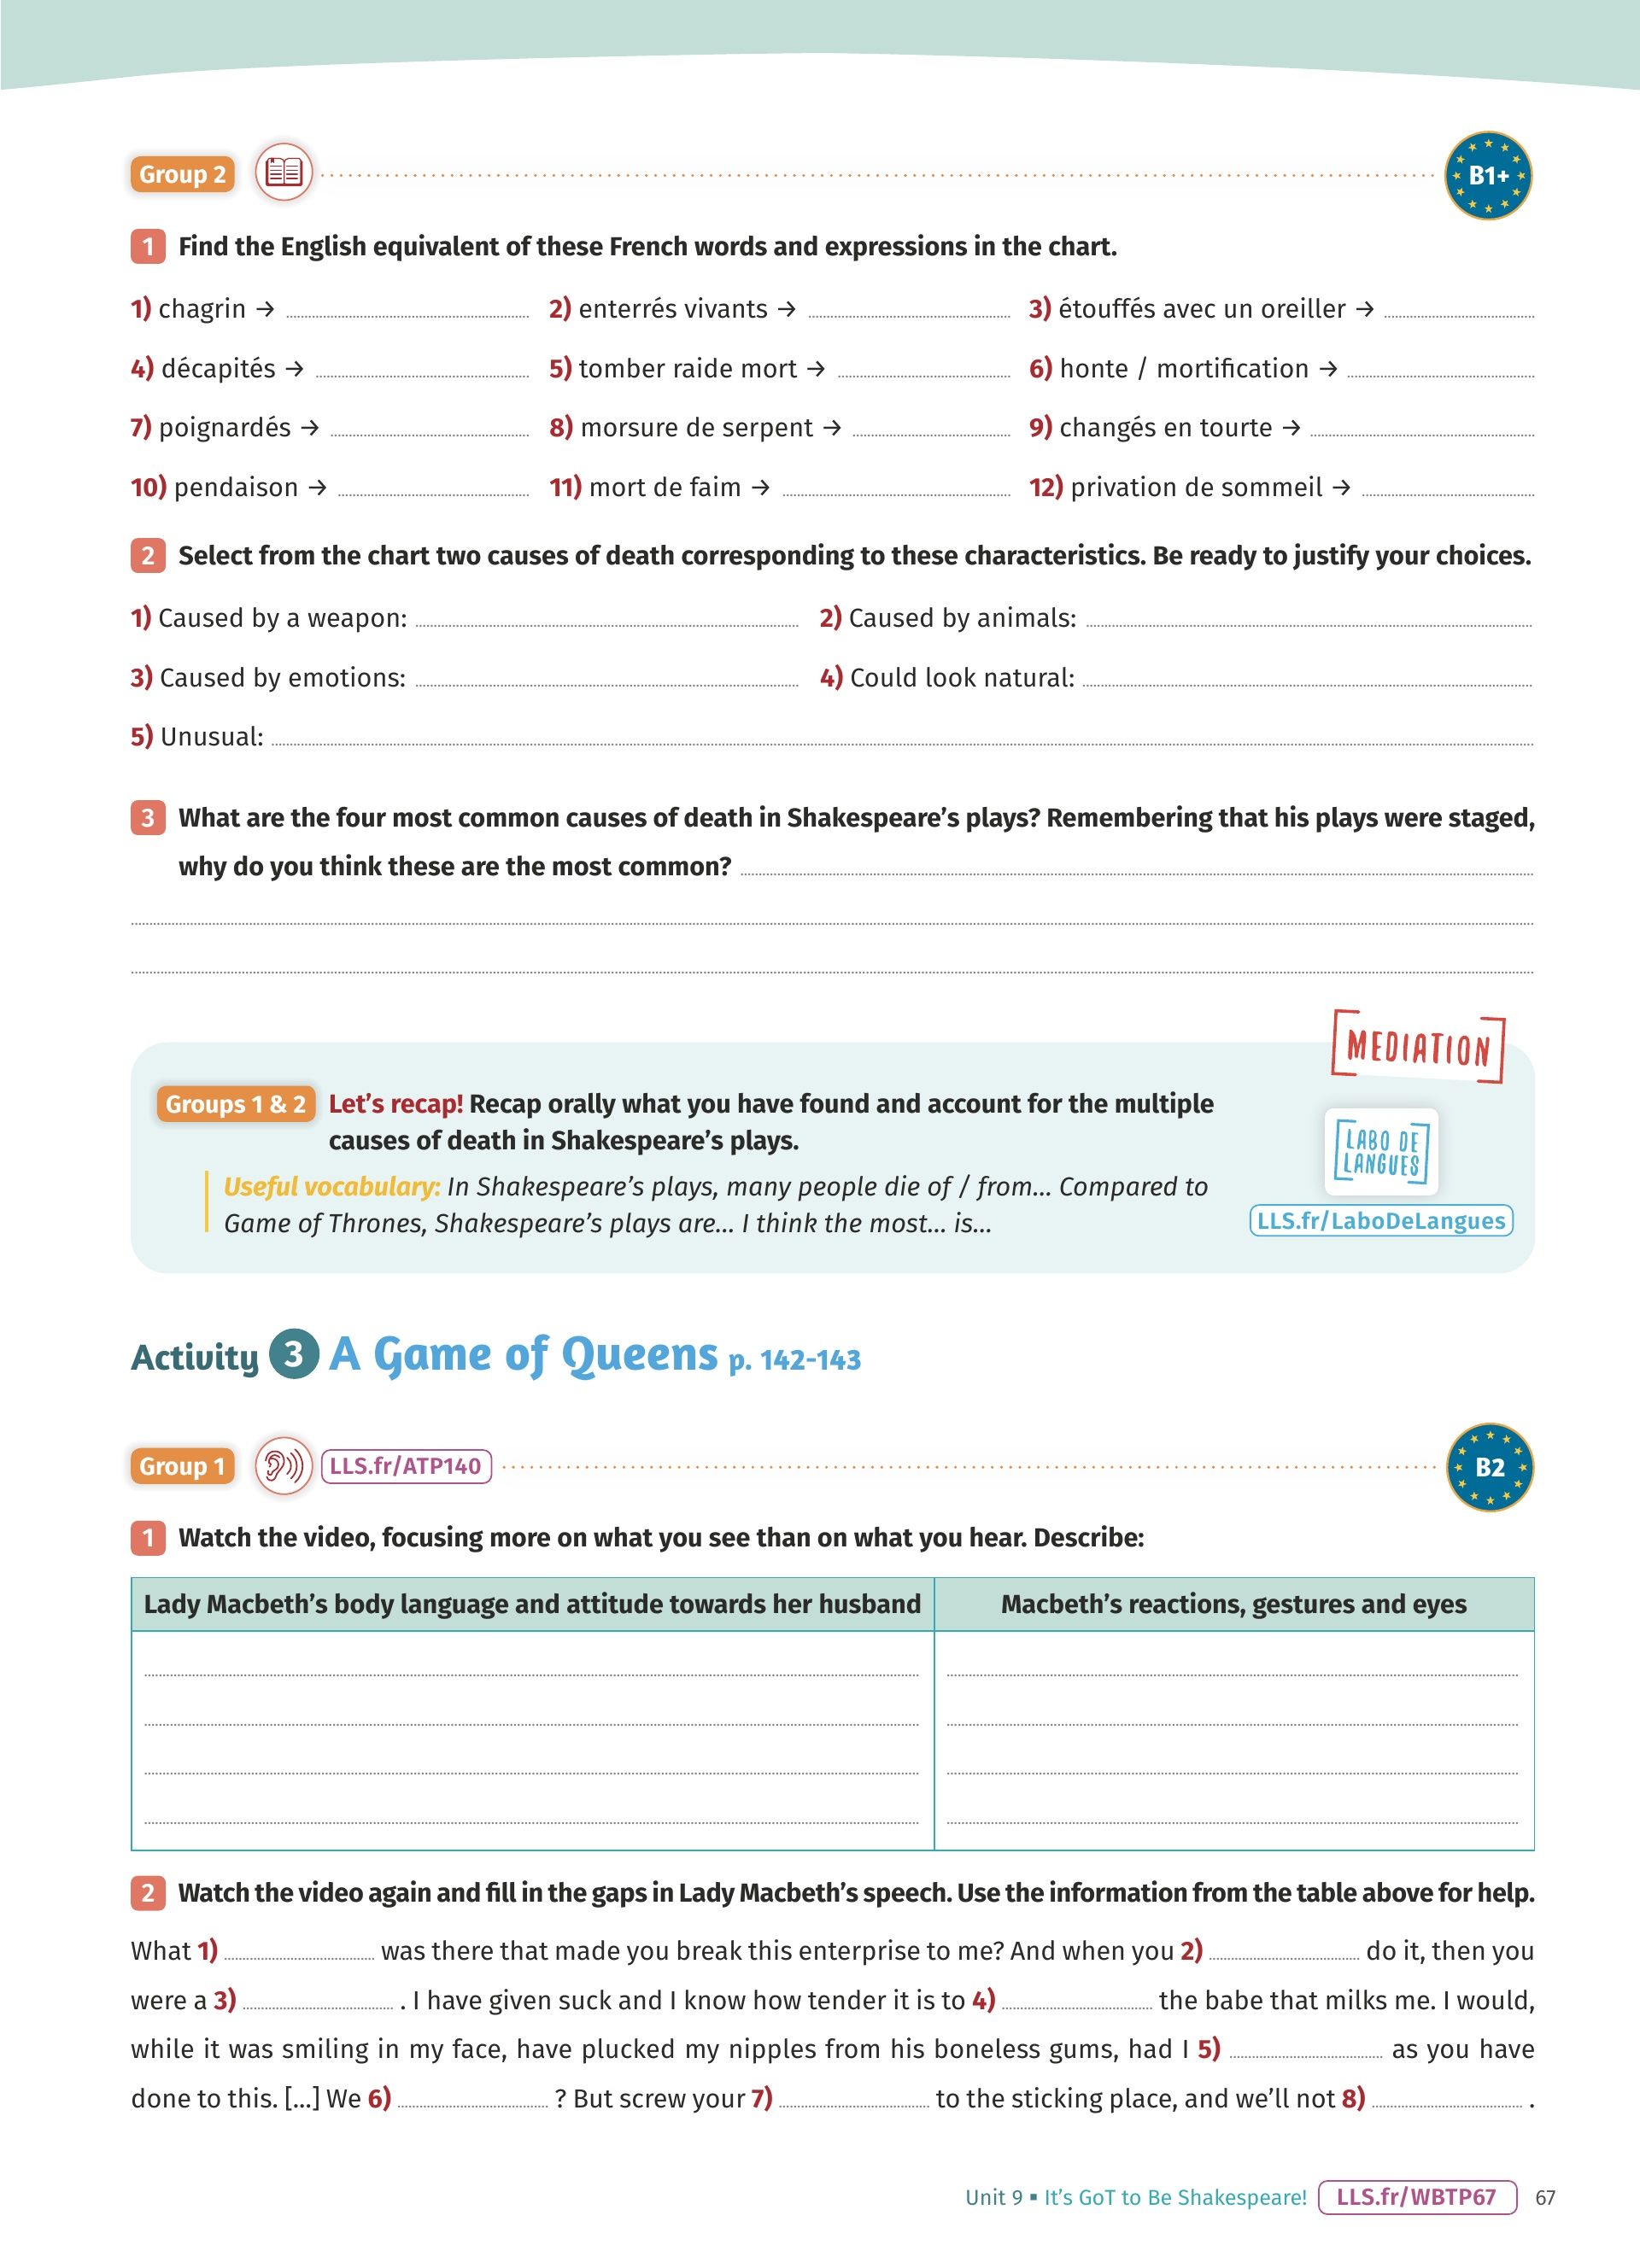 Group 2
B1+
1 Find the English equivalent of these French words and expressions in the chart.
1) chagrin → 2) enterrés vivants → 3) étouffés avec un oreiller →
4) décapités → 5) tomber raide mort → 6) honte / mortification →
7) poignardés → 8) morsure de serpent → 9) changés en tourte →
10) pendaison → 11) mort de faim → 12) privation de sommeil →
2 Select from the chart two causes of death corresponding to these characteristics. Be ready to justify your choices.
1) Caused by a weapon: 2) Caused by animals:
3) Caused by emotions: 4) Could look natural:
5) Unusual:
3 What are the four most common causes of death in Shakespeare's plays? Remembering that his plays were staged,
why do you think these are the most common?
MEDIATION
Groups 1 & 2 Let's recap! Recap orally what you have found and account for the multiple
causes of death in Shakespeare's plays.
Useful vocabulary: In Shakespeare's plays, many people die of / from... Compared to
Game of Thrones, Shakespeare's plays are... I think the most... is...
LABO DE
LANGUES
LLS.fr/LaboDeLangues
Activity 3 A Game of Queens p. 142-143
Group 1 LLS.fr/ATP140
B2
1 Watch the video, focusing more on what you see than on what you hear. Describe:
Lady Macbeth's body language and attitude towards her husband
Macbeth's reactions, gestures and eyes
2 Watch the video again and fill in the gaps in Lady Macbeth's speech. Use the information from the table above for help.
What 1) was there that made you break this enterprise to me? And when you 2) do it, then you
were a 3) . I have given suck and I know how tender it is to 4) the babe that milks me. I would,
while it was smiling in my face, have plucked my nipples from his boneless gums, had I 5) as you have
done to this. [...] We 6) ? But screw your 7) to the sticking place, and we'll not 8) .
Unit 9 ▪ It's GoT to Be Shakespeare! LLS.fr/WBTP67 67